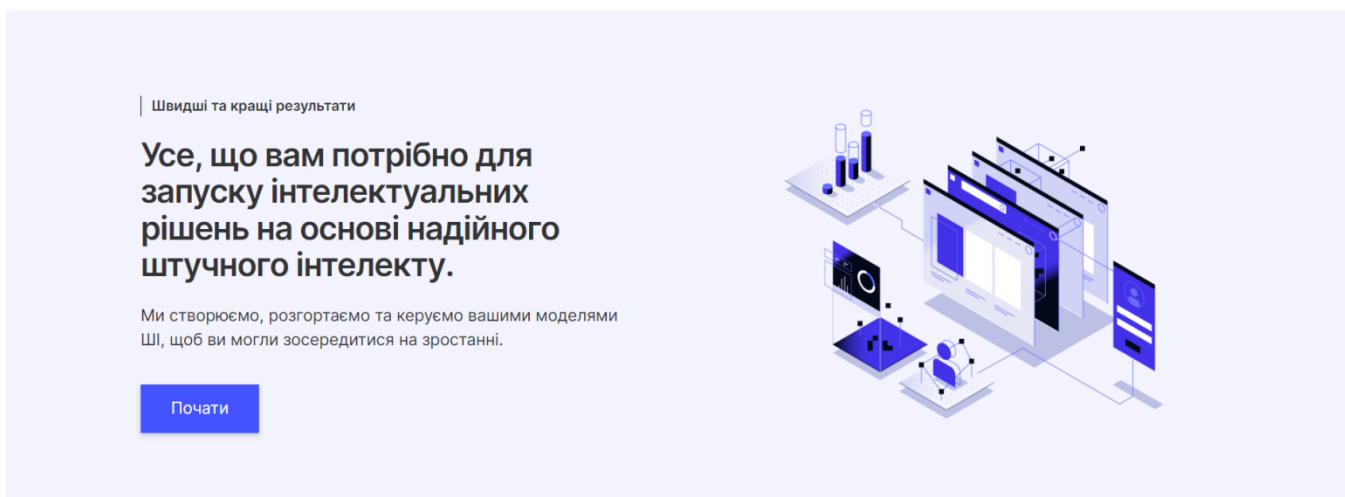 Швидші та кращі результати
Усе, що вам потрібно для
запуску інтелектуальних
рішень на основі надійного
штучного інтелекту.
Ми створюємо, розгортаємо та керуємо вашими моделями
ШІ, щоб ви могли зосередитися на зростанні.
Почати